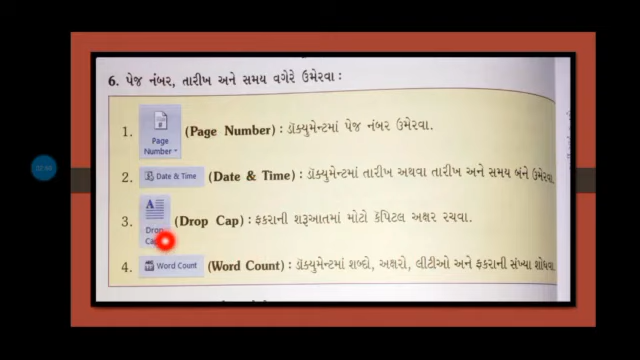 6. પેજ નંબર, તારીખ અને સમય વગેરે ઉમેરવા :
1. Page Number (Page Number) : ડૉક્યુમેન્ટમાં પેજ નંબર ઉમેરવા.
2. Date & Time (Date & Time) : ડૉક્યુમેન્ટમાં તારીખ અથવા તારીખ અને સમય બંને ઉમેરવા.
3. Drop Cap (Drop Cap) : ફકરાની શરૂઆતમાં મોટો કૅપિટલ અક્ષર રચવા.
4. Word Count (Word Count) : ડૉક્યુમેન્ટમાં શબ્દો, અક્ષરો, લીટીઓ અને ફકરાની સંખ્યા શોધવા